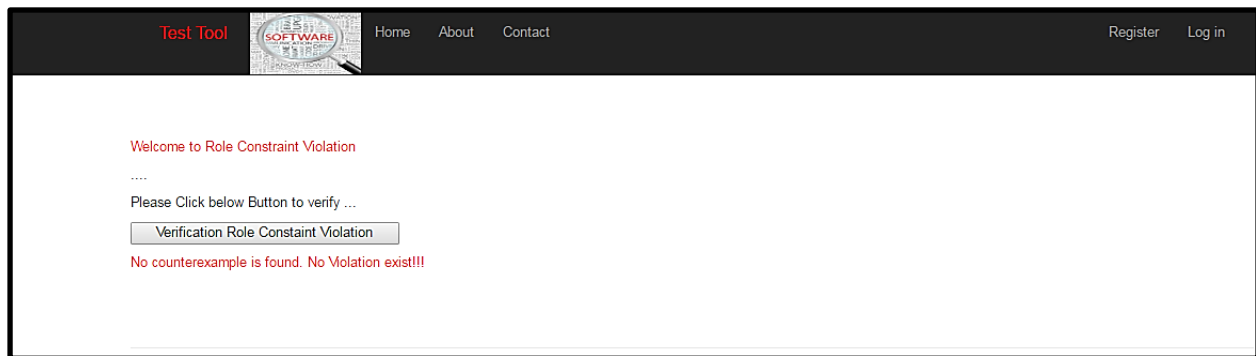 Test Tool SOFTWARE Home About Contact Register Log in
Welcome to Role Constraint Violation
....
Please Click below Button to verify ...
Verification Role Constaint Violation
No counterexample is found. No Violation exist!!!